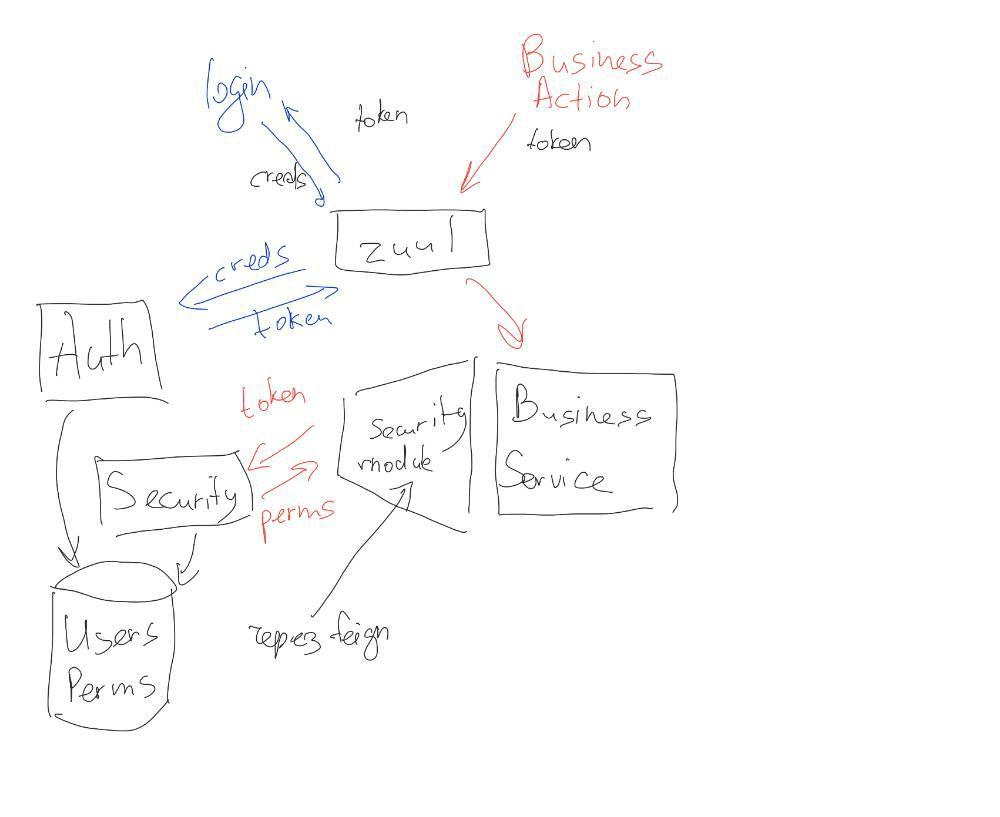 Business
Action
login
token
token
creds
zuul
creds
token
Auth
token
Security
module
Business
Service
Security
perms
через feign
Users
Perms